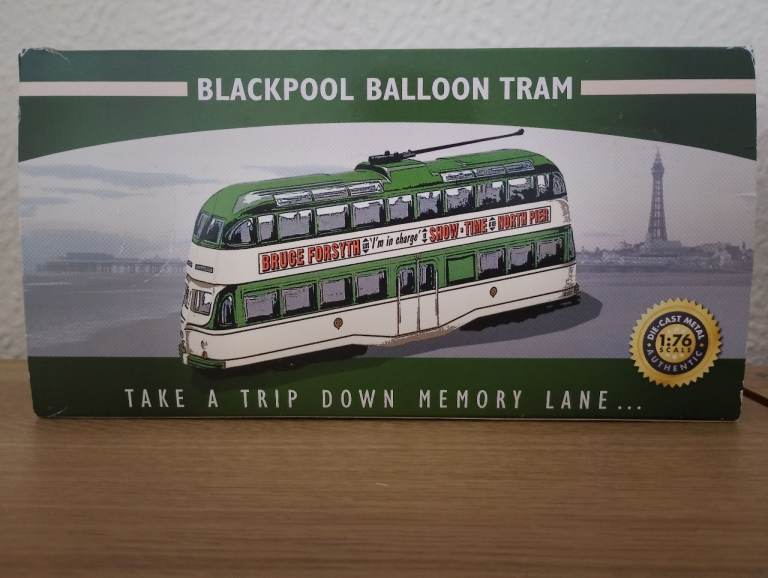 BLACKPOOL BALLOON TRAM
BRUCE FORSYTH 'I'm in charge' SHOW·TIME NORTH PIER
DIE-CAST METAL
1:76
SCALE
AUTHENTIC
TAKE A TRIP DOWN MEMORY LANE...